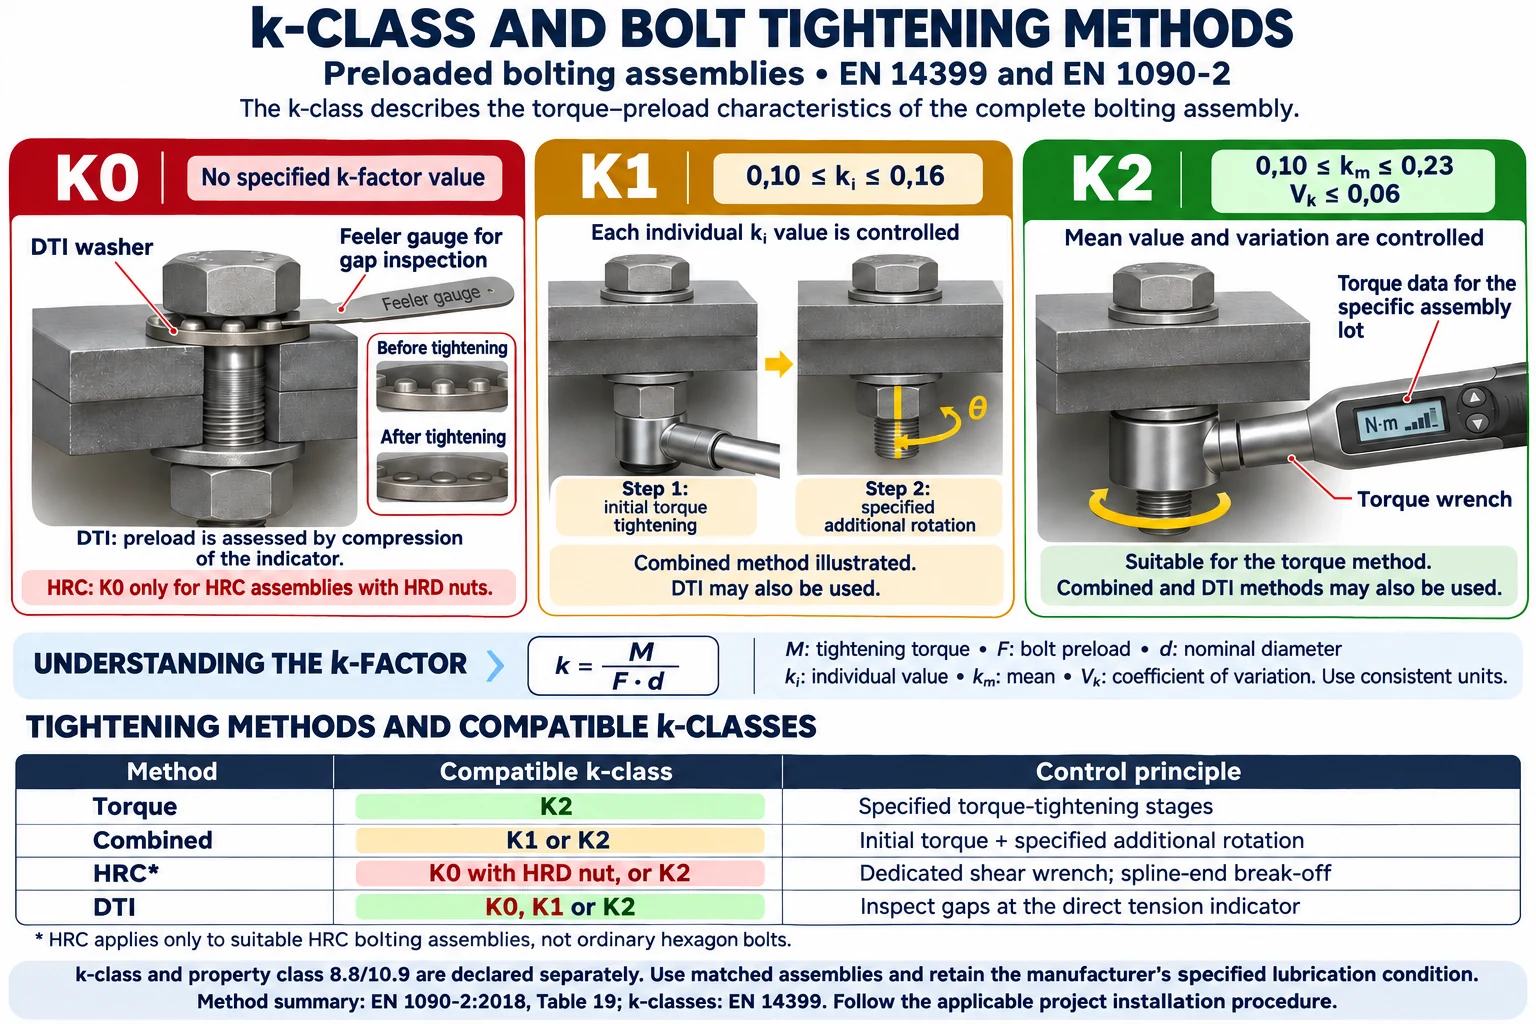 k-CLASS AND BOLT TIGHTENING METHODS
Preloaded bolting assemblies • EN 14399 and EN 1090-2
The k-class describes the torque–preload characteristics of the complete bolting assembly.
K0
No specified k-factor value
DTI washer
Feeler gauge for
gap inspection
Feeler gauge
Before tightening
After tightening
DTI: preload is assessed by compression
of the indicator.
HRC: K0 only for HRC assemblies with HRD nuts.
K1
0,10 ≤ kᵢ ≤ 0,16
Each individual kᵢ value is controlled
θ
Step 1:
initial torque
tightening
Step 2:
specified
additional rotation
Combined method illustrated.
DTI may also be used.
K2
0,10 ≤ kₘ ≤ 0,23
Vₖ ≤ 0,06
Mean value and variation are controlled
Torque data for the
specific assembly
lot
N·m
Torque wrench
Suitable for the torque method.
Combined and DTI methods may also be used.
UNDERSTANDING THE k-FACTOR
k = M / F · d
M: tightening torque • F: bolt preload • d: nominal diameter
kᵢ: individual value • kₘ: mean • Vₖ: coefficient of variation. Use consistent units.
TIGHTENING METHODS AND COMPATIBLE k-CLASSES
Method Compatible k-class Control principle
Torque K2 Specified torque-tightening stages
Combined K1 or K2 Initial torque + specified additional rotation
HRC* K0 with HRD nut, or K2 Dedicated shear wrench; spline-end break-off
DTI K0, K1 or K2 Inspect gaps at the direct tension indicator
* HRC applies only to suitable HRC bolting assemblies, not ordinary hexagon bolts.
k-class and property class 8.8/10.9 are declared separately. Use matched assemblies and retain the manufacturer's specified lubrication condition.
Method summary: EN 1090-2:2018, Table 19; k-classes: EN 14399. Follow the applicable project installation procedure.